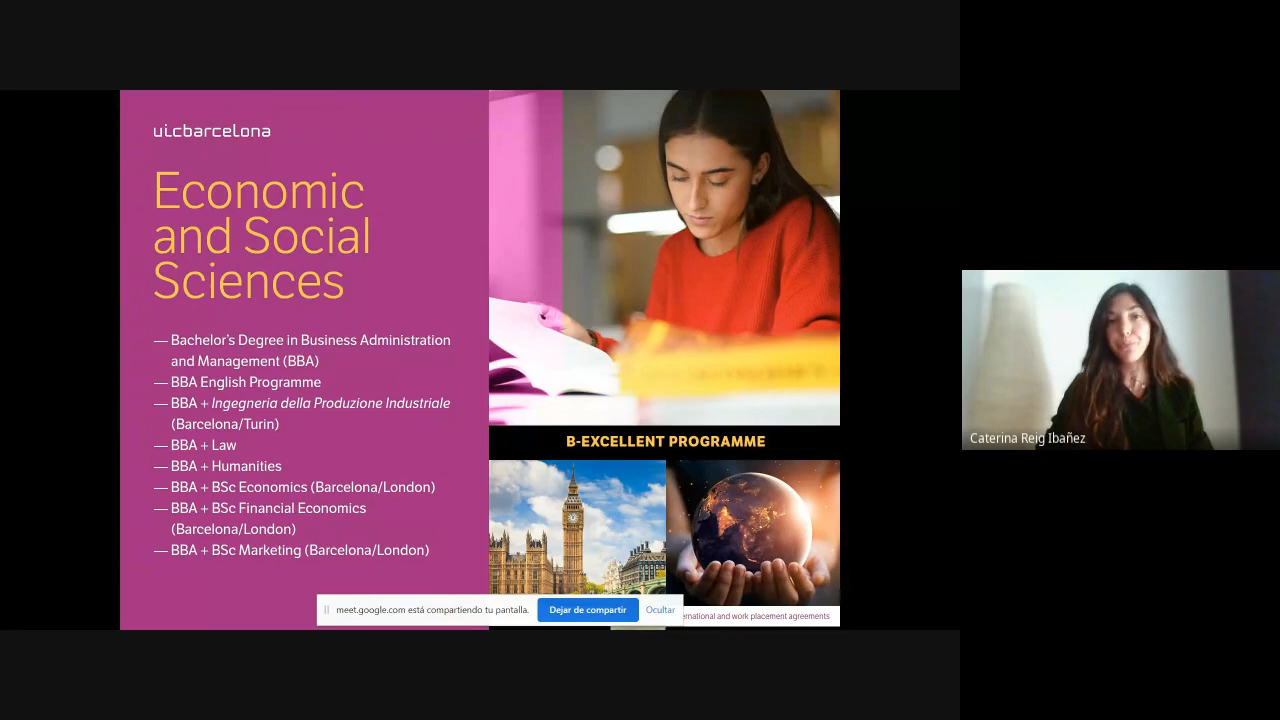 uicbarcelona
Economic
and Social
Sciences
— Bachelor's Degree in Business Administration
and Management (BBA)
— BBA English Programme
— BBA + Ingegneria della Produzione Industriale
(Barcelona/Turin)
— BBA + Law
— BBA + Humanities
— BBA + BSc Economics (Barcelona/London)
— BBA + BSc Financial Economics
(Barcelona/London)
— BBA + BSc Marketing (Barcelona/London)
B-EXCELLENT PROGRAMME
meet.google.com está compartiendo tu pantalla.
Dejar de compartir
Ocultar
and work placement agreements
Caterina Reig Ibañez